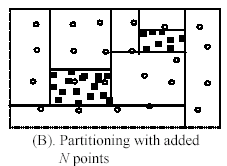 (B). Partitioning with added
N points